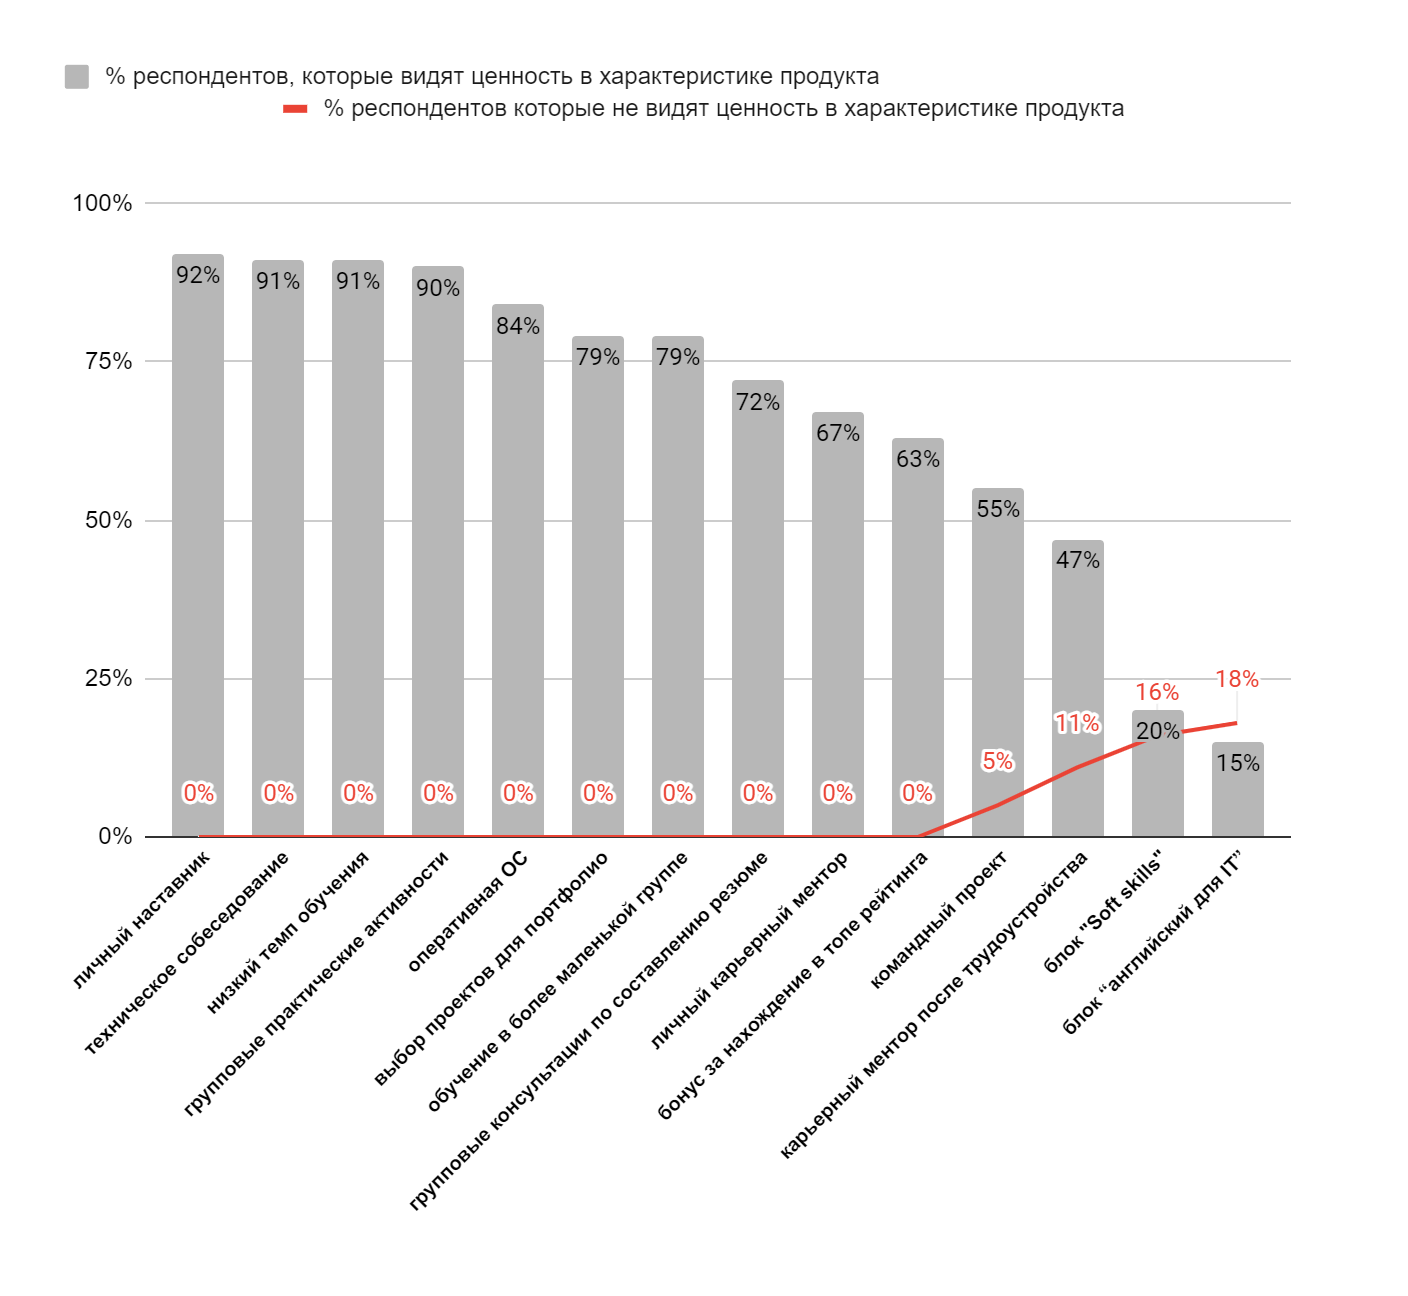 % респондентов, которые видят ценность в характеристике продукта
% респондентов которые не видят ценность в характеристике продукта
100%
75%
50%
25%
0%
92%
91%
91%
90%
84%
79%
79%
72%
67%
63%
55%
47%
20%
15%
0%
0%
0%
0%
0%
0%
0%
0%
0%
0%
5%
11%
16%
18%
личный наставник
техническое собеседование
низкий темп обучения
групповые практические активности
оперативная ОС
выбор проектов для портфолио
обучение в более маленькой группе
групповые консультации по составлению резюме
личный карьерный ментор
бонус за нахождение в топе рейтинга
командный проект
карьерный ментор после трудоустройства
блок "Soft skills"
блок “английский для IT”